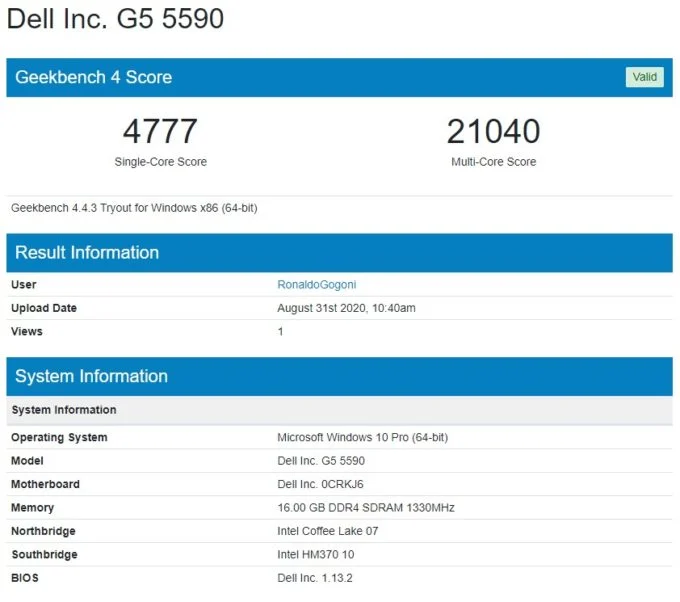 Dell Inc. G5 5590
Geekbench 4 Score Valid
4777 21040
Single-Core Score Multi-Core Score
Geekbench 4.4.3 Tryout for Windows x86 (64-bit)
Result Information
User RonaldoGogoni
Upload Date August 31st 2020, 10:40am
Views 1
System Information
System Information
Operating System Microsoft Windows 10 Pro (64-bit)
Model Dell Inc. G5 5590
Motherboard Dell Inc. 0CRKJ6
Memory 16.00 GB DDR4 SDRAM 1330MHz
Northbridge Intel Coffee Lake 07
Southbridge Intel HM370 10
BIOS Dell Inc. 1.13.2